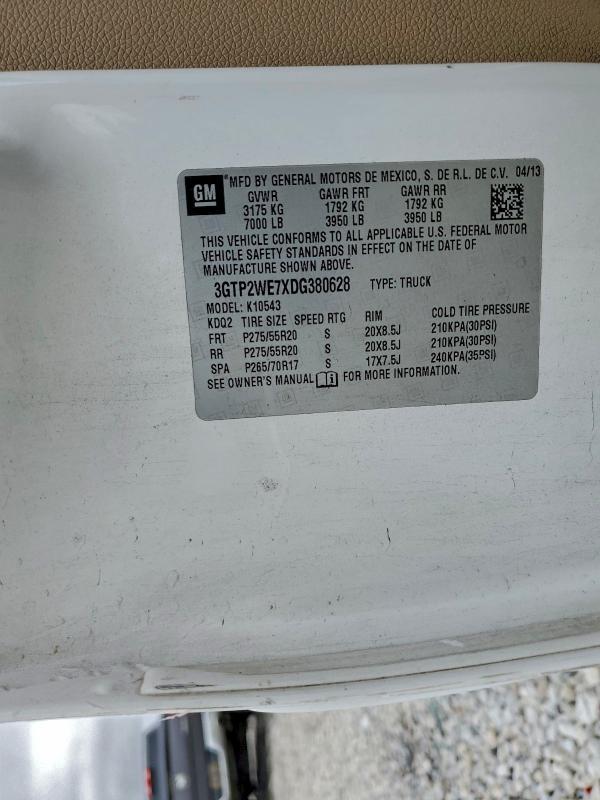 GM
MFD BY GENERAL MOTORS DE MEXICO, S. DE R.L. DE C.V. 04/13
GVWR GAWR FRT GAWR RR
3175 KG 1792 KG 1792 KG
7000 LB 3950 LB 3950 LB
THIS VEHICLE CONFORMS TO ALL APPLICABLE U.S. FEDERAL MOTOR
VEHICLE SAFETY STANDARDS IN EFFECT ON THE DATE OF
MANUFACTURE SHOWN ABOVE.
3GTP2WE7XDG380628 TYPE: TRUCK
MODEL: K10543
KDQ2 TIRE SIZE SPEED RTG RIM COLD TIRE PRESSURE
FRT P275/55R20 S 20X8.5J 210KPA(30PSI)
RR P275/55R20 S 20X8.5J 210KPA(30PSI)
SPA P265/70R17 S 17X7.5J 240KPA(35PSI)
SEE OWNER'S MANUAL FOR MORE INFORMATION.